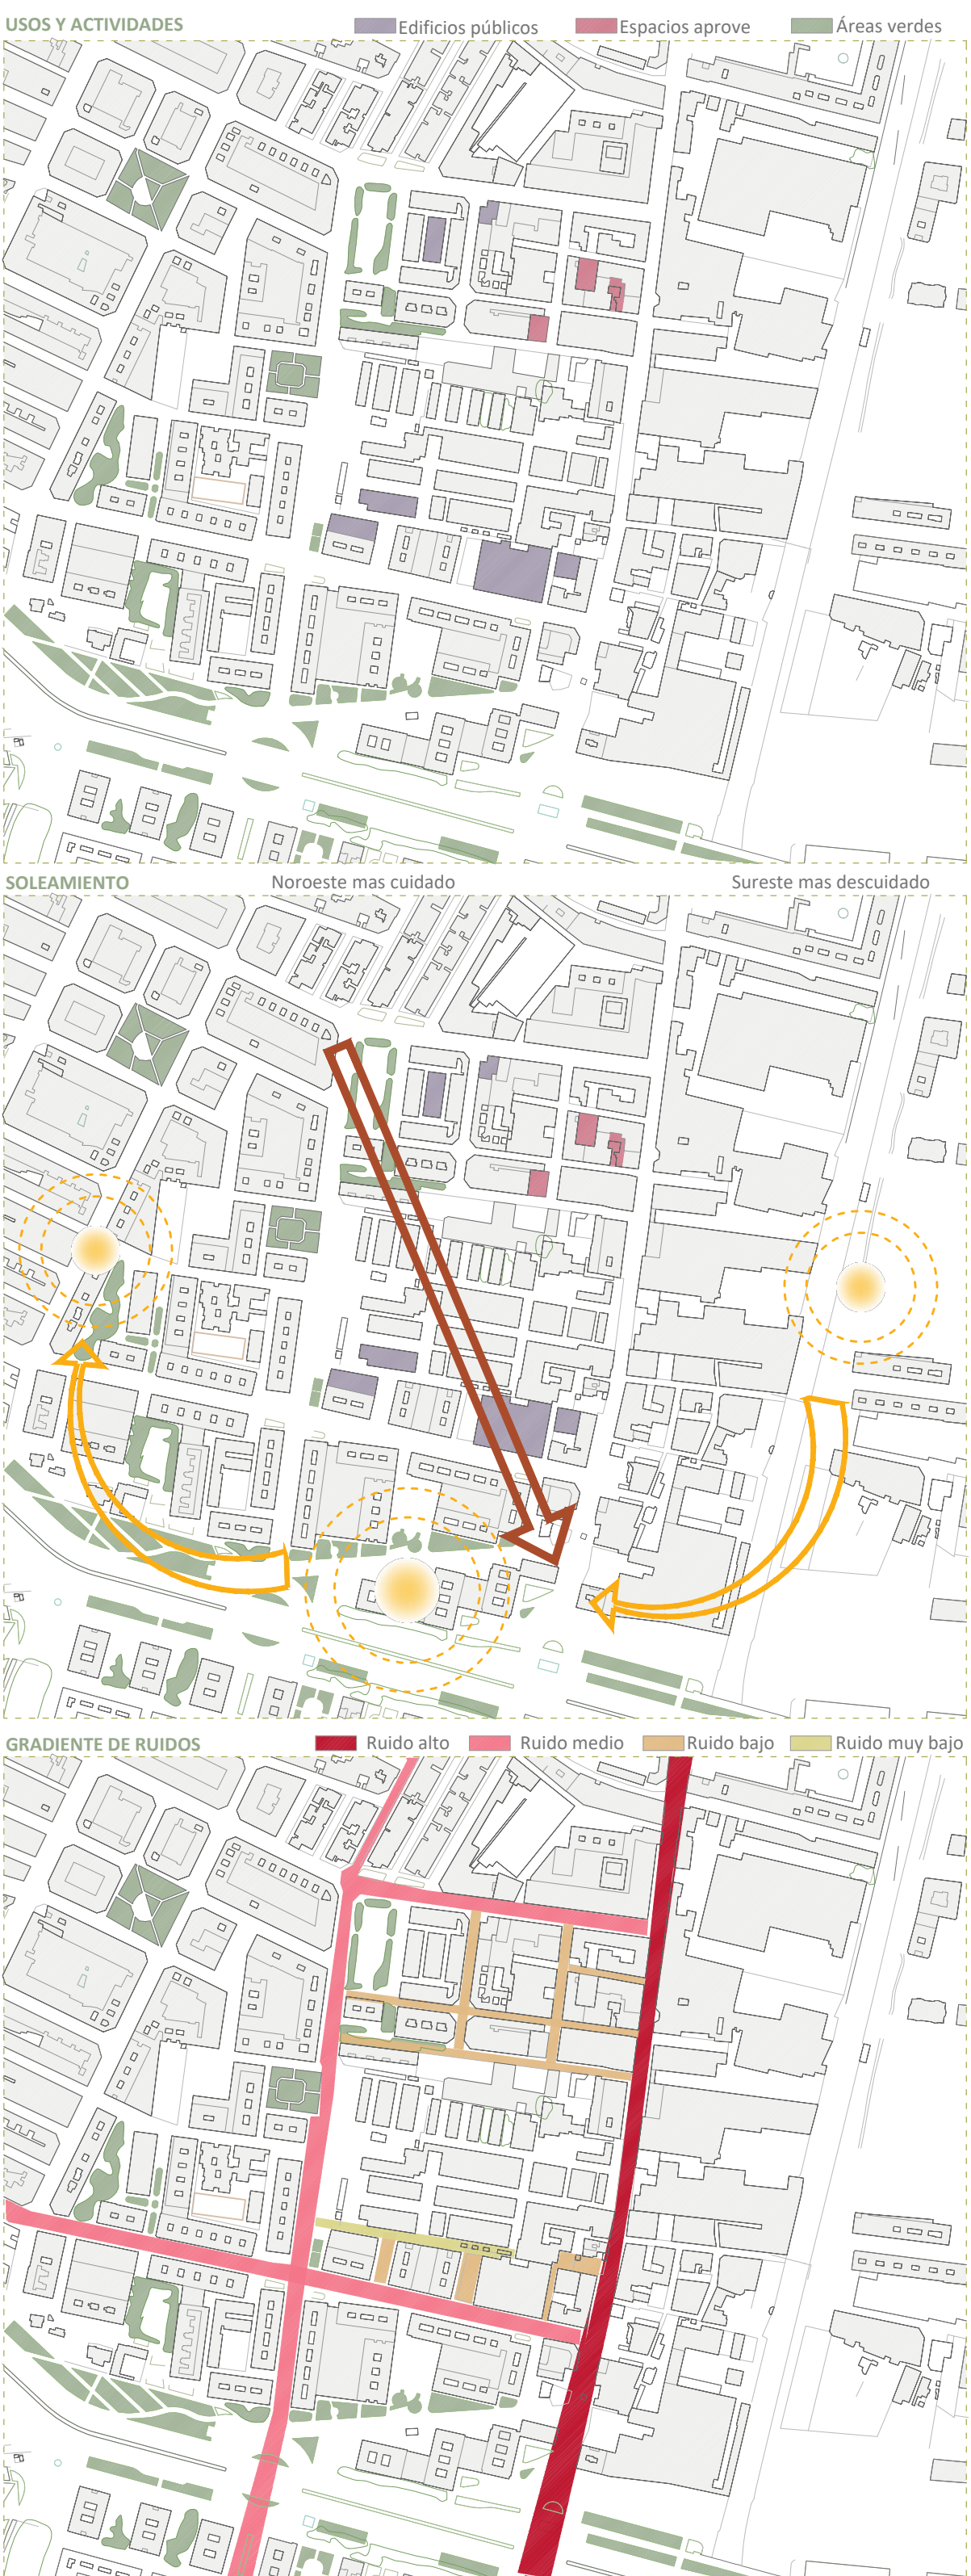 USOS Y ACTIVIDADES Edificios públicos Espacios aprove Áreas verdes
SOLEAMIENTO Noroeste mas cuidado Sureste mas descuidado
GRADIENTE DE RUIDOS Ruido alto Ruido medio Ruido bajo Ruido muy bajo